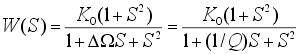 W(S) = K₀(1+S²) / (1+ΔΩS+S²) = K₀(1+S²) / (1+(1/Q)S+S²)